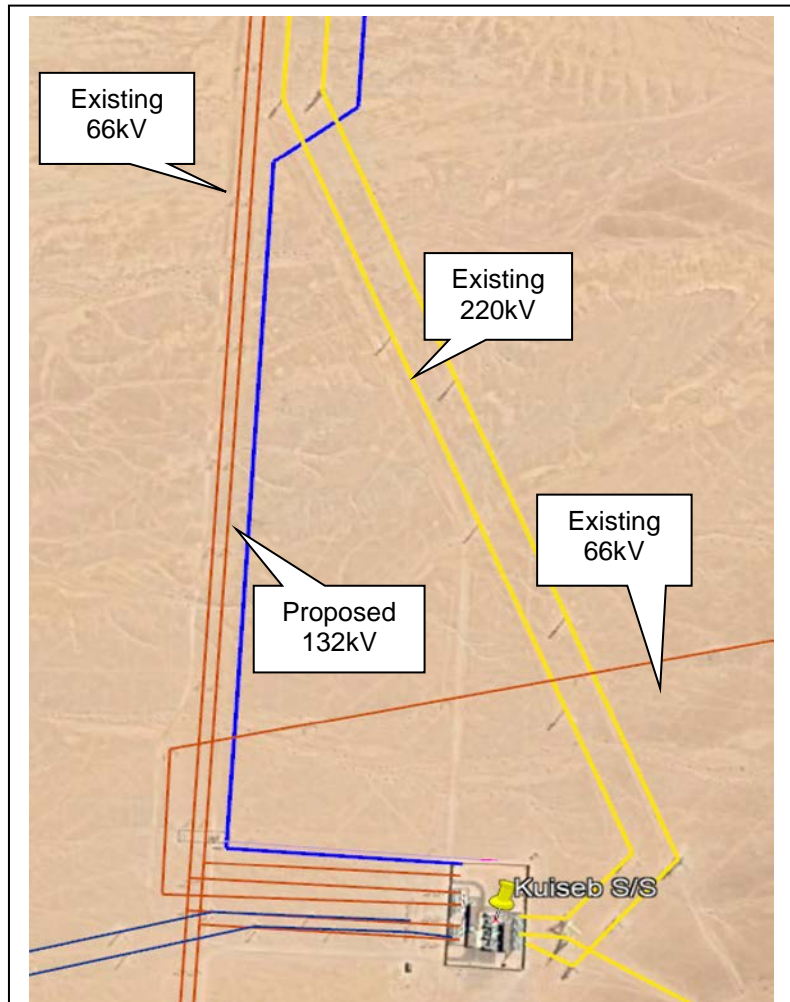 Existing
66kV
Existing
220kV
Existing
66kV
Proposed
132kV
Kuiseb S/S